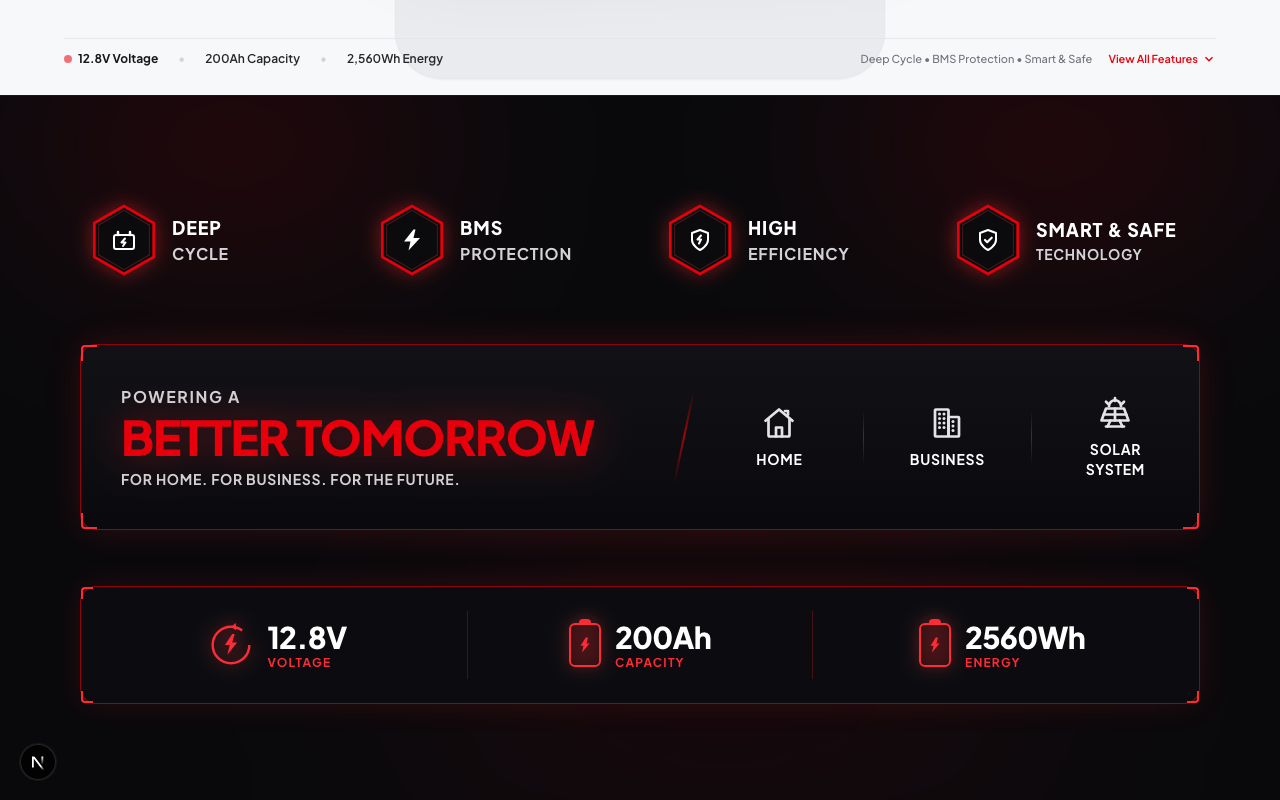 12.8V Voltage • 200Ah Capacity • 2,560Wh Energy
Deep Cycle • BMS Protection • Smart & Safe
View All Features
DEEP
CYCLE
BMS
PROTECTION
HIGH
EFFICIENCY
SMART & SAFE
TECHNOLOGY
POWERING A
BETTER TOMORROW
FOR HOME. FOR BUSINESS. FOR THE FUTURE.
HOME
BUSINESS
SOLAR
SYSTEM
12.8V
VOLTAGE
200Ah
CAPACITY
2560Wh
ENERGY
N